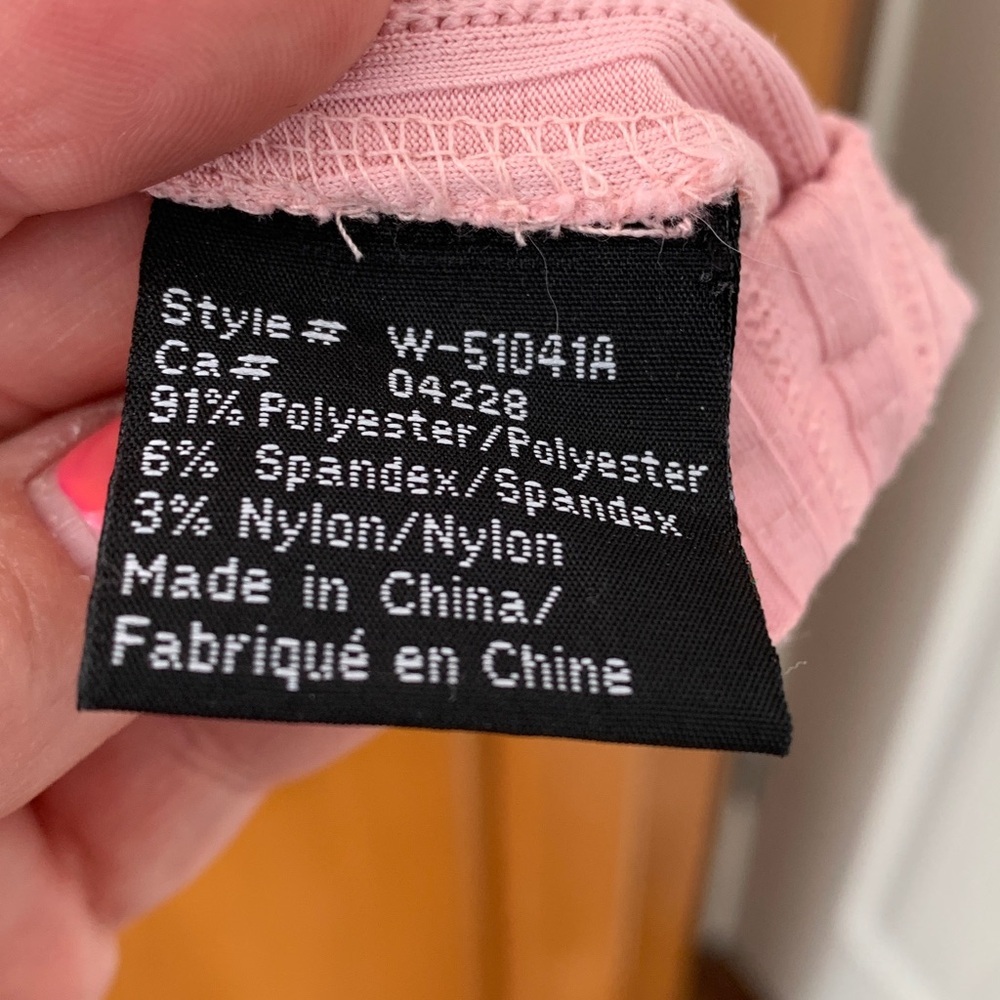 Style# W-51041A
Ca# 04228
91% Polyester/Polyester
6% Spandex/Spandex
3% Nylon/Nylon
Made in China/
Fabriqué en Chine